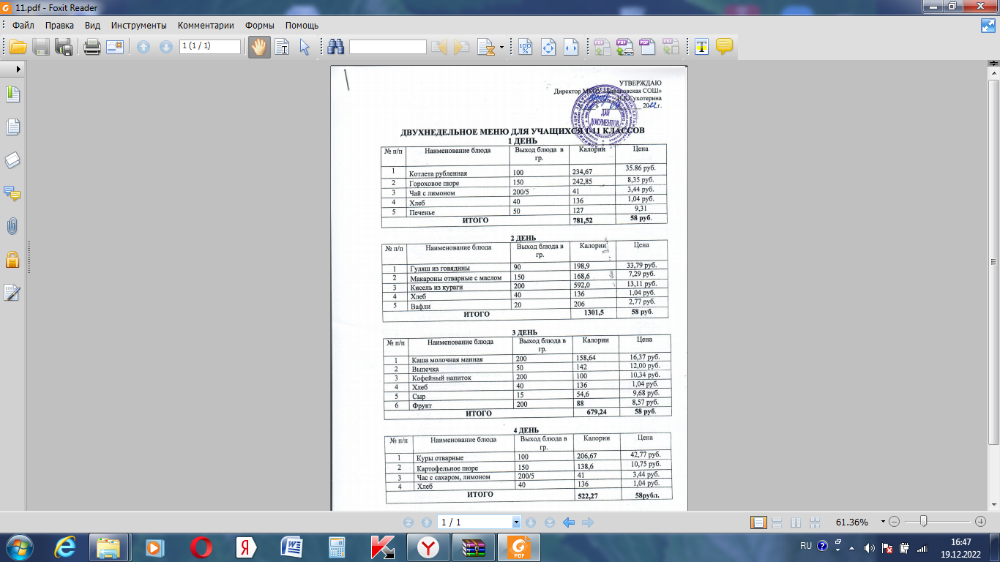 11.pdf - Foxit Reader
Файл Правка Вид Инструменты Комментарии Формы Помощь
1 (1 / 1)
УТВЕРЖДАЮ
Директор СОШ»
И.В.Сухотерина
» 2022г.
ДЛЯ
ДОКУМЕНТОВ
ДВУХНЕДЕЛЬНОЕ МЕНЮ ДЛЯ УЧАЩИХСЯ 1-11 КЛАССОВ
1 ДЕНЬ
№ п/п Наименование блюда Выход блюда в гр. Калории Цена
1 Котлета рубленная 100 234,67 35.86 руб.
2 Гороховое пюре 150 242,85 8,35 руб.
3 Чай с лимоном 200/5 41 3,44 руб.
4 Хлеб 40 136 1,04 руб.
5 Печенье 50 127 9,31
ИТОГО 781,52 58 руб.
2 ДЕНЬ
№ п/п Наименование блюда Выход блюда в гр. Калории Цена
1 Гуляш из говядины 90 198,9 33,79 руб.
2 Макароны отварные с маслом 150 168,6 7,29 руб.
3 Кисель из кураги 200 592,0 13,11 руб.
4 Хлеб 40 136 1,04 руб.
5 Вафли 20 206 2,77 руб.
ИТОГО 1301,5 58 руб.
3 ДЕНЬ
№ п/п Наименование блюда Выход блюда в гр. Калории Цена
1 Каша молочная манная 200 158,64 16,37 руб.
2 Выпечка 50 142 12,00 руб.
3 Кофейный напиток 200 100 10,34 руб.
4 Хлеб 40 136 1,04 руб.
5 Сыр 15 54,6 9,68 руб.
6 Фрукт 200 88 8,57 руб.
ИТОГО 679,24 58 руб.
4 ДЕНЬ
№ п/п Наименование блюда Выход блюда в гр. Калории Цена
1 Куры отварные 100 206,67 42,77 руб.
2 Картофельное пюре 150 138,6 10,75 руб.
3 Час с сахаром, лимоном 200/5 41 3,44 руб.
4 Хлеб 40 136 1,04 руб.
ИТОГО 522,27 58рубл.
1 / 1
61.36%
RU
16:47
19.12.2022